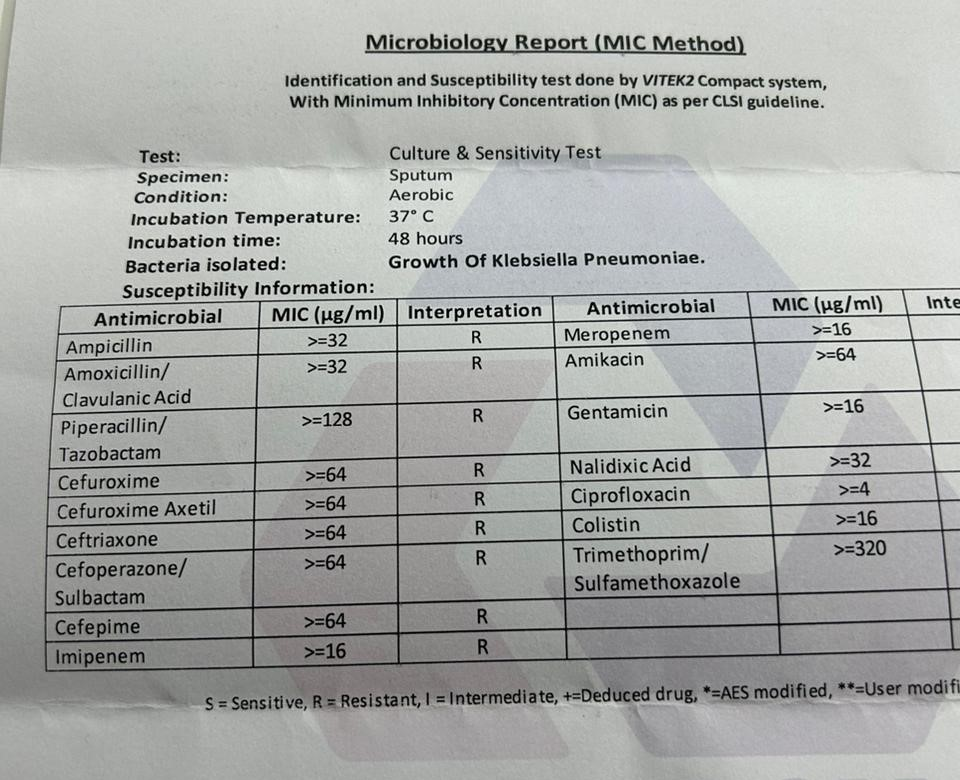 Microbiology Report (MIC Method)
Identification and Susceptibility test done by VITEK2 Compact system,
With Minimum Inhibitory Concentration (MIC) as per CLSI guideline.
Test: Culture & Sensitivity Test
Specimen: Sputum
Condition: Aerobic
Incubation Temperature: 37° C
Incubation time: 48 hours
Bacteria isolated: Growth Of Klebsiella Pneumoniae.
Susceptibility Information:
Antimicrobial MIC (µg/ml) Interpretation Antimicrobial MIC (µg/ml) Inte
Ampicillin >=32 R Meropenem >=16
Amoxicillin/ >=32 R Amikacin >=64
Clavulanic Acid
Piperacillin/ >=128 R Gentamicin >=16
Tazobactam
Cefuroxime >=64 R Nalidixic Acid >=32
Cefuroxime Axetil >=64 R Ciprofloxacin >=4
Ceftriaxone >=64 R Colistin >=16
Cefoperazone/ >=64 R Trimethoprim/ >=320
Sulbactam Sulfamethoxazole
Cefepime >=64 R
Imipenem >=16 R
S = Sensitive, R = Resistant, I = Intermediate, +=Deduced drug, *=AES modified, **=User modifi